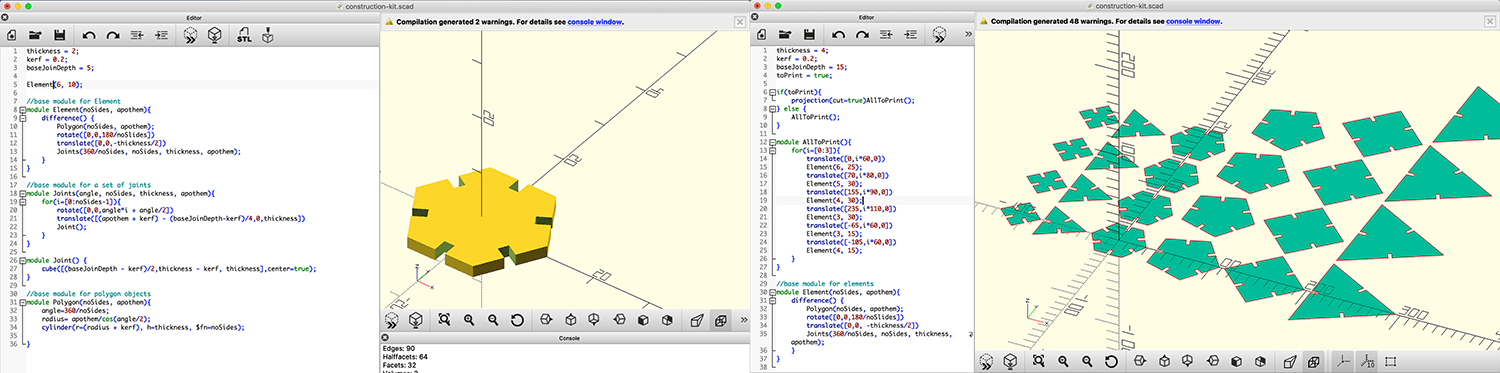 construction-kit.scad
Editor
Compilation generated 2 warnings. For details see console window.
STL
1 thickness = 2;
2 kerf = 0.2;
3 baseJoinDepth = 5;
4
5 Element(6, 10);
6
7 //base module for Element
8 module Element(noSides, apothem){
9 difference() {
10 Polygon(noSides, apothem);
11 rotate([0,0,180/noSlides])
12 translate([0,0,-thickness/2])
13 Joints(360/noSides, noSides, thickness, apothem);
14 }
15 }
16
17 //base module for a set of joints
18 module Joints(angle, noSides, thickness, apothem){
19 for(i=[0:noSides-1]){
20 rotate([0,0,angle*i + angle/2])
21 translate([(apothem + kerf) - (baseJoinDepth-kerf)/4,0,thickness])
22 Joint();
23 }
24 }
25
26 module Joint() {
27 cube([(baseJoinDepth - kerf)/2,thickness - kerf, thickness],center=true);
28 }
29
30 //base module for polygon objects
31 module Polygon(noSides, apothem){
32 angle=360/noSides;
33 radius= apothem/cos(angle/2);
34 cylinder(r=(radius + kerf), h=thickness, $fn=noSides);
35
36 }
20
20
z
x
Console
Edges: 90
Halffacets: 64
Facets: 32
construction-kit.scad
Editor
Compilation generated 48 warnings. For details see console window.
1 thickness = 4;
2 kerf = 0.2;
3 baseJoinDepth = 15;
4 toPrint = true;
5
6 if(toPrint){
7 projection(cut=true)AllToPrint();
8 } else {
9 AllToPrint();
10 }
11
12 module AllToPrint(){
13 for(i=[0:3]){
14 translate([0,i*60,0])
15 Element(6, 25);
16 translate([70,i*80,0])
17 Element(5, 30);
18 translate([155,i*90,0])
19 Element(4, 30);
20 translate([235,i*110,0])
21 Element(3, 30);
22 translate([-65,i*60,0])
23 Element(3, 15);
24 translate([-105,i*60,0])
25 Element(4, 15);
26 }
27 }
28
29 //base module for elements
30 module Element(noSides, apothem){
31 difference() {
32 Polygon(noSides, apothem);
33 rotate([0,0,180/noSlides])
34 translate([0,0, -thickness/2])
35 Joints(360/noSides, noSides, thickness,
apothem);
36 }
37 }
38
200
300
z
x
10